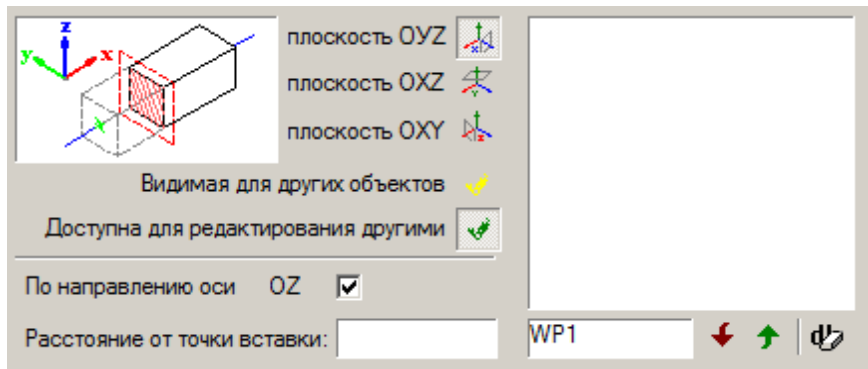 z
y
x
плоскость OYZ
x
плоскость OXZ
Y
плоскость OXY
z
Видимая для других объектов
Доступна для редактирования другими
По направлению оси OZ
Расстояние от точки вставки:
WP1